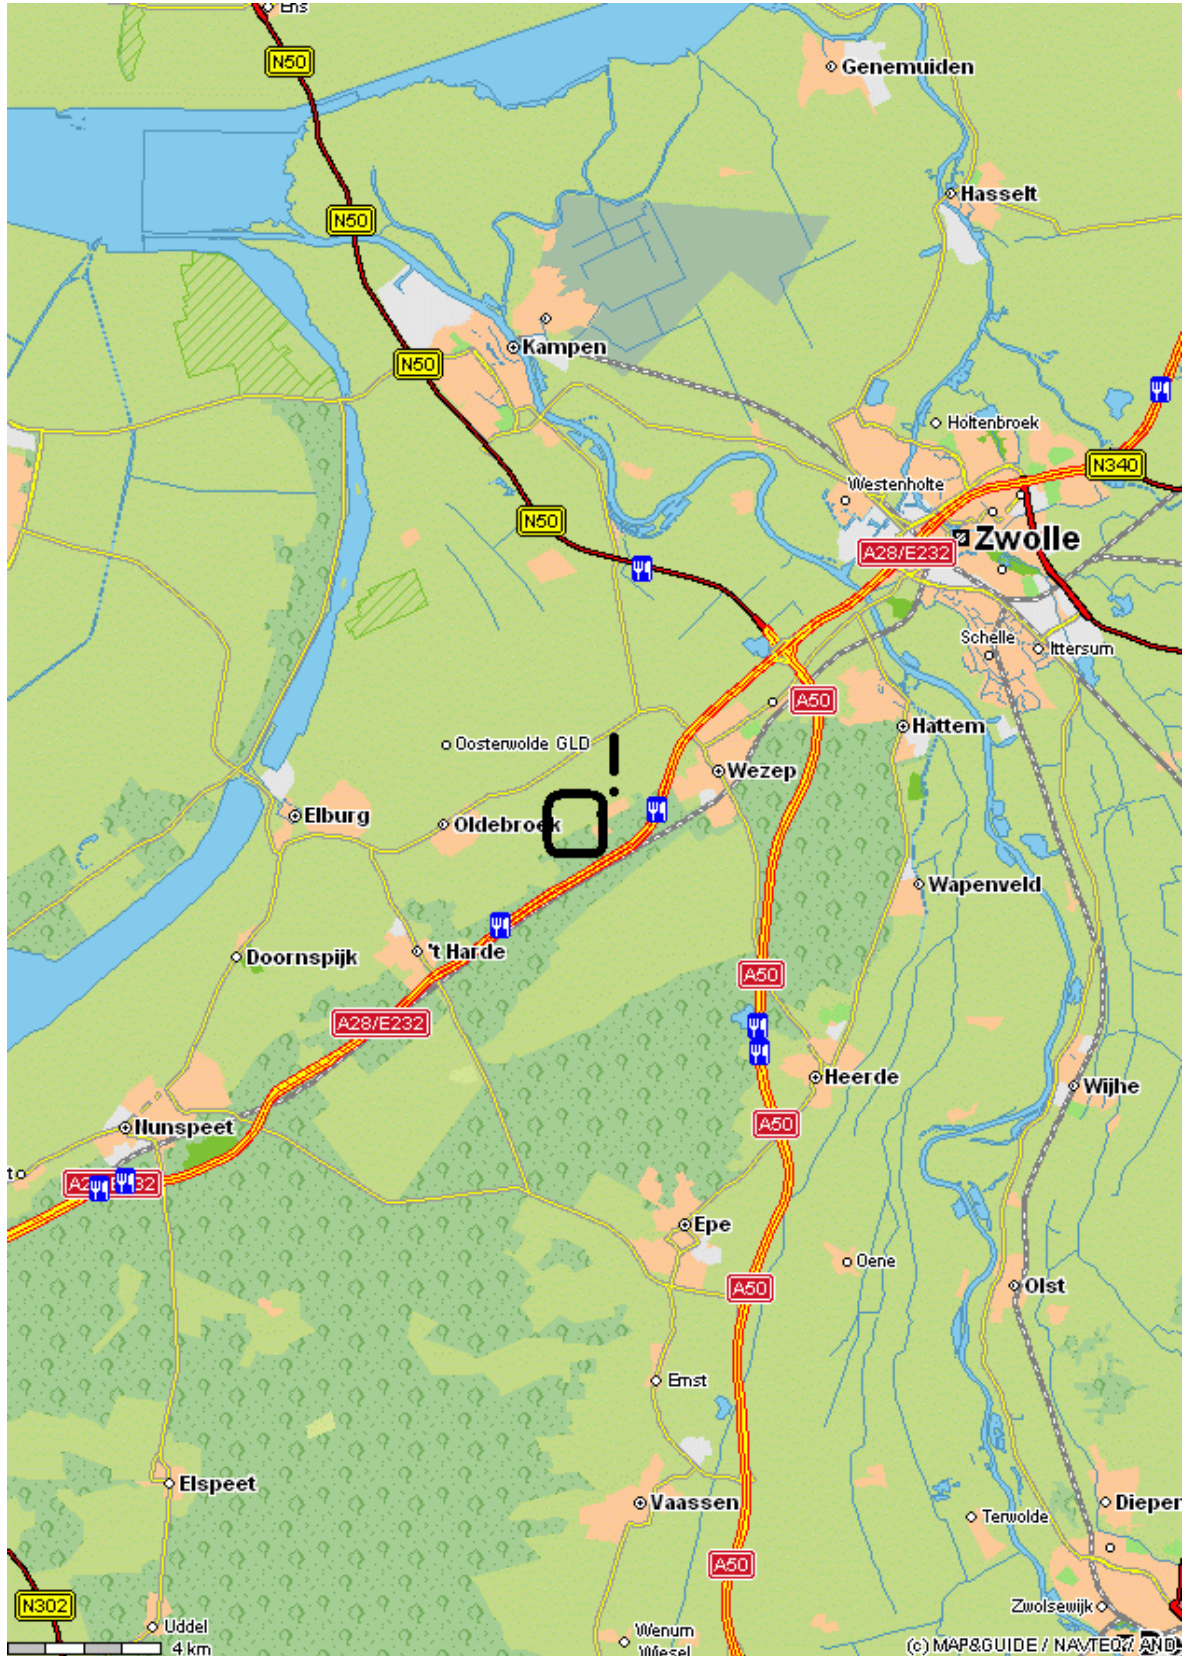 Ens
N50
Genemuiden
Hasselt
N50
Kampen
N50
Holtenbroek
N340
Westenholte
N50
Zwolle
A28/E232
Schelle
Ittersum
A50
Hattem
Oosterwolde GLD
!
Wezep
Elburg
Oldebroek
Wapenveld
't Harde
Doornspijk
A50
A28/E232
Heerde
Wijhe
A50
Nunspeet
Epe
Oene
Olst
A50
Emst
Elspeet
Vaassen
Diepen
Terwolde
A50
N302
Zwolsewijk
Uddel
Wenum
Wiesel
4 km
(c) MAP&GUIDE / NAVTEQ / AND